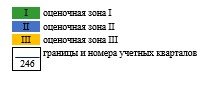 I оценочная зона I
II оценочная зона II
III оценочная зона III
границы и номера учетных кварталов
246